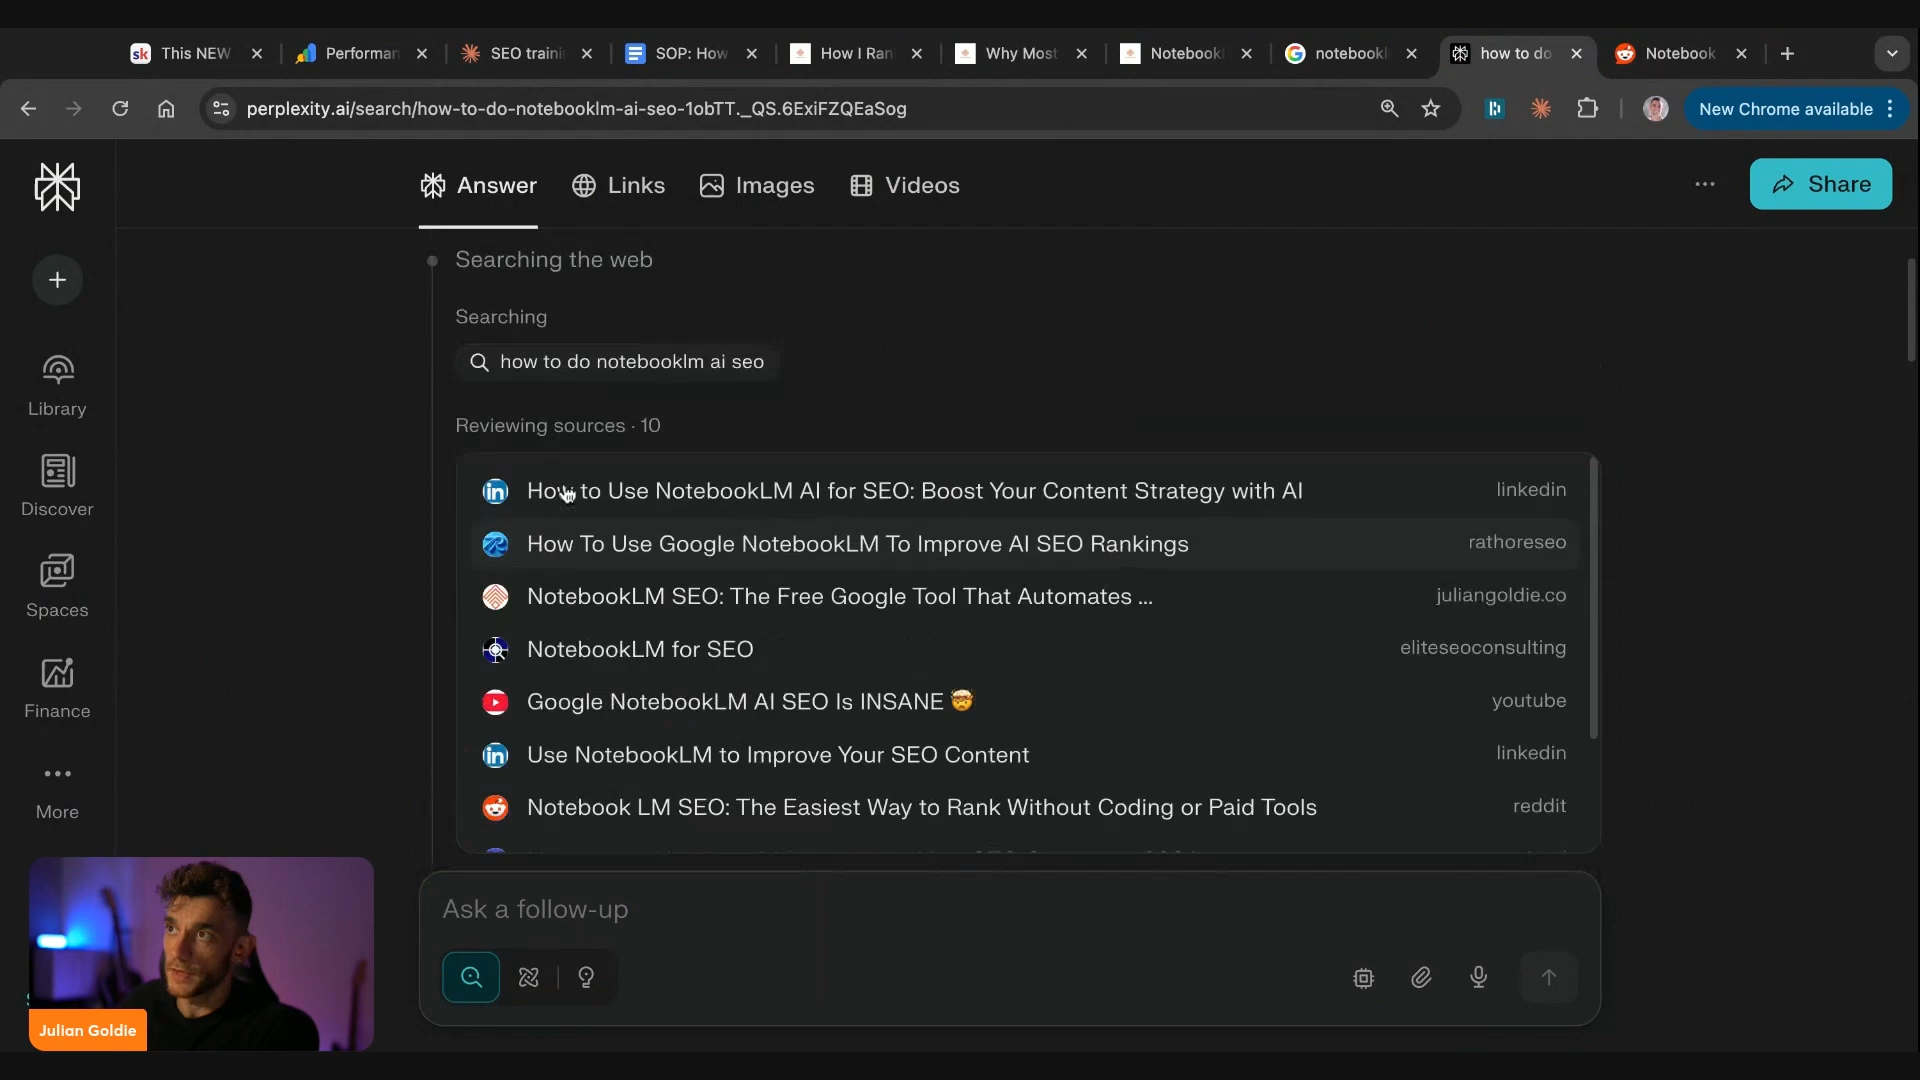 sk This NEW
Performan
SEO traini
SOP: How
How I Ran
Why Most
Notebook
notebookl
how to do
Notebook
perplexity.ai/search/how-to-do-notebooklm-ai-seo-1obTT._QS.6ExiFZQEaSog
New Chrome available
Answer
Links
Images
Videos
Share
Searching the web
Searching
how to do notebooklm ai seo
Reviewing sources · 10
How to Use NotebookLM AI for SEO: Boost Your Content Strategy with AI linkedin
How To Use Google NotebookLM To Improve AI SEO Rankings rathoreseo
NotebookLM SEO: The Free Google Tool That Automates ... juliangoldie.co
NotebookLM for SEO eliteseoconsulting
Google NotebookLM AI SEO Is INSANE 🤯 youtube
Use NotebookLM to Improve Your SEO Content linkedin
Notebook LM SEO: The Easiest Way to Rank Without Coding or Paid Tools reddit
Library
Discover
Spaces
Finance
More
Ask a follow-up
Julian Goldie